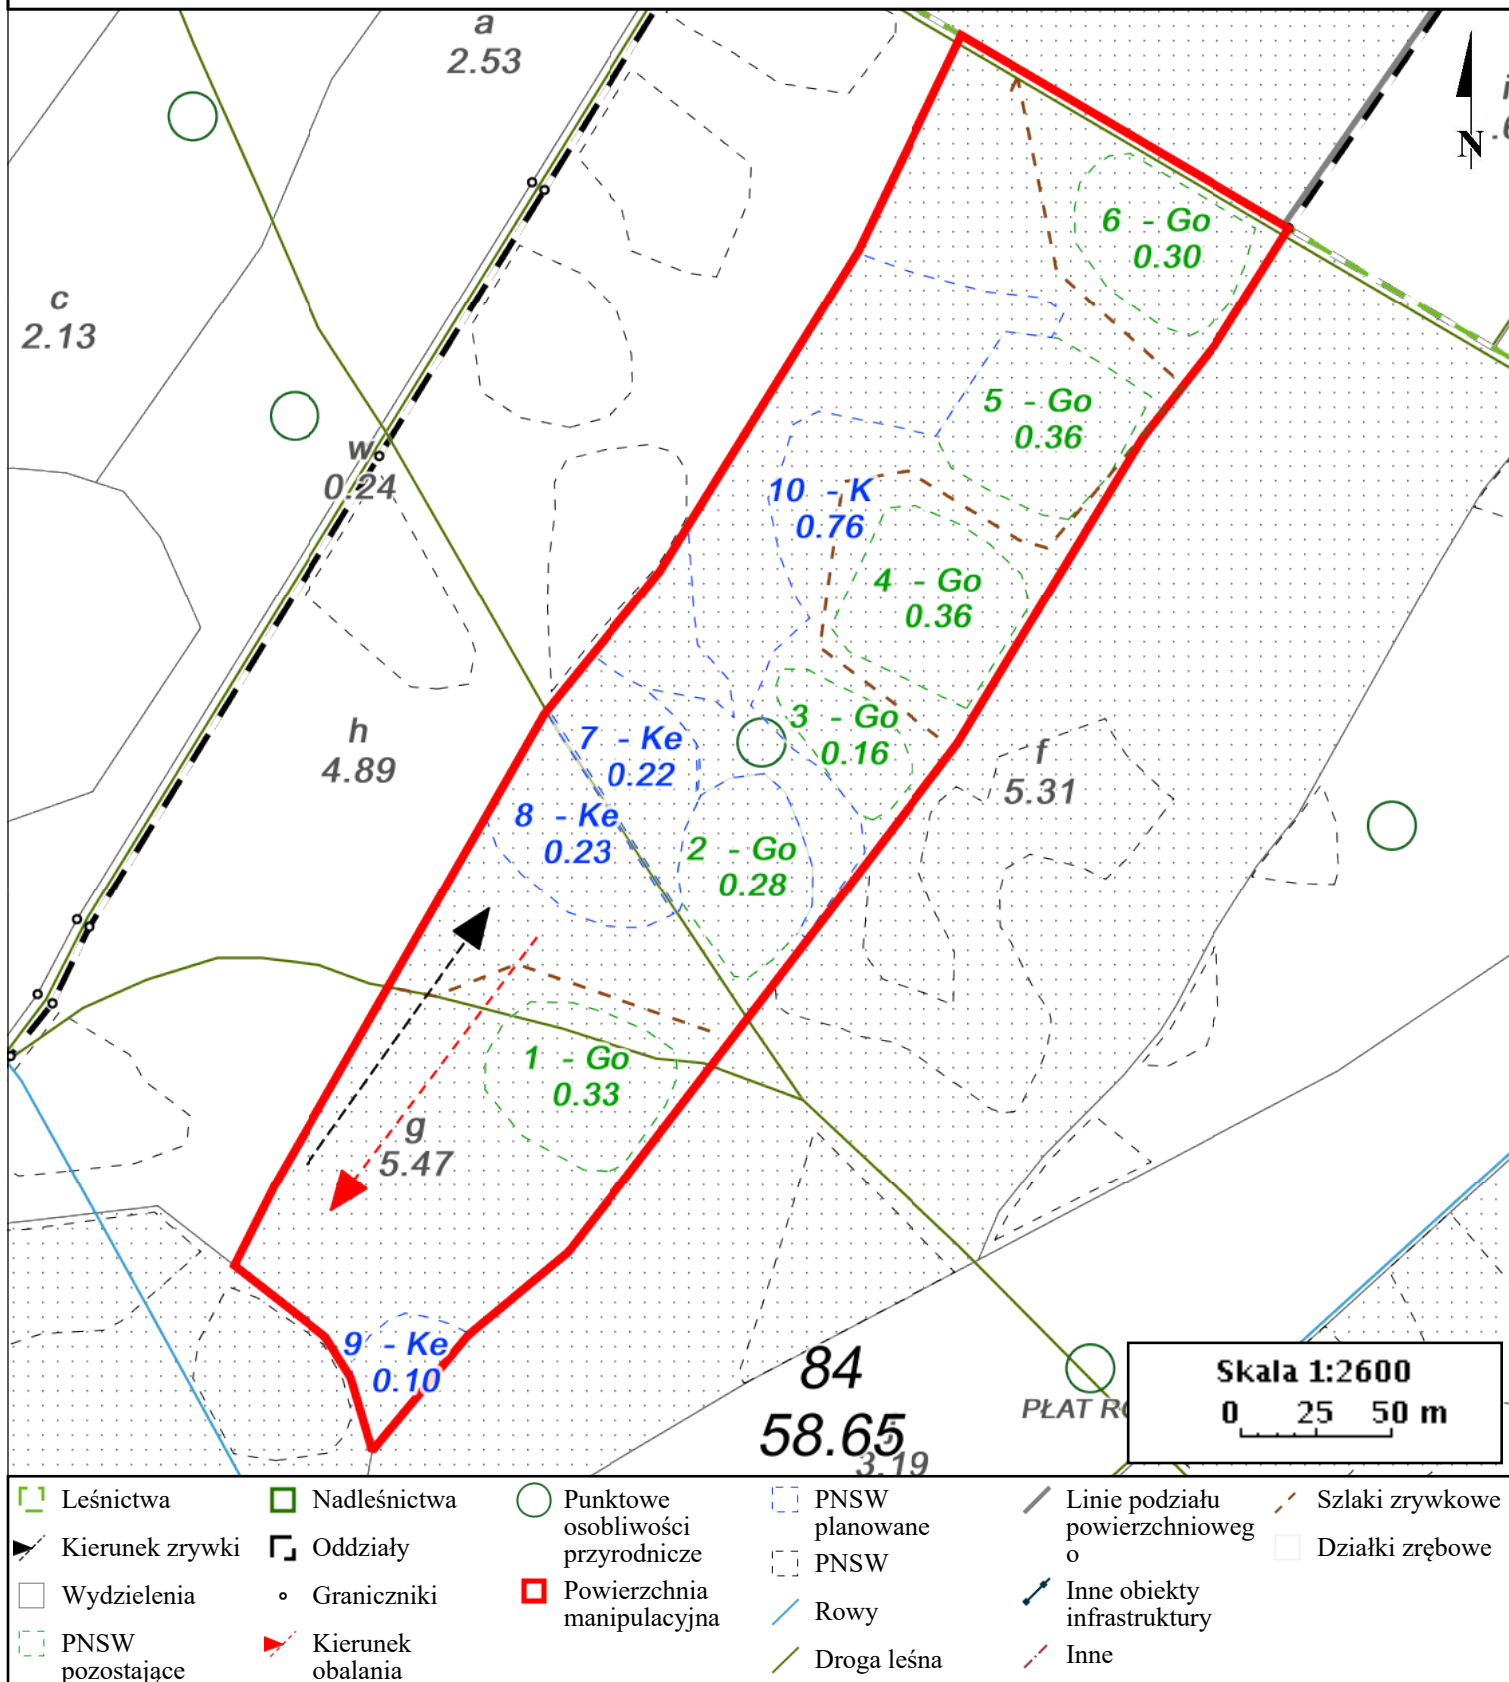 a
2.53
N
c
2.13
6 - Go
0.30
5 - Go
0.36
w
0.24
10 - K
0.76
4 - Go
0.36
h
4.89
7 - Ke
0.22
3 - Go
0.16
f
5.31
8 - Ke
0.23
2 - Go
0.28
1 - Go
0.33
g
5.47
9 - Ke
0.10
84
58.65
3.19
PŁAT
Skala 1:2600
0 25 50 m
Leśnictwa
Kierunek zrywki
Wydzielenia
PNSW
pozostające
Nadleśnictwa
Oddziały
Graniczniki
Kierunek
obalania
Punktowe
osobliwości
przyrodnicze
Powierzchnia
manipulacyjna
PNSW
planowane
PNSW
Rowy
Droga leśna
Linie podziału
powierzchnioweg
o
Inne obiekty
infrastruktury
Inne
Szlaki zrywkowe
Działki zrębowe